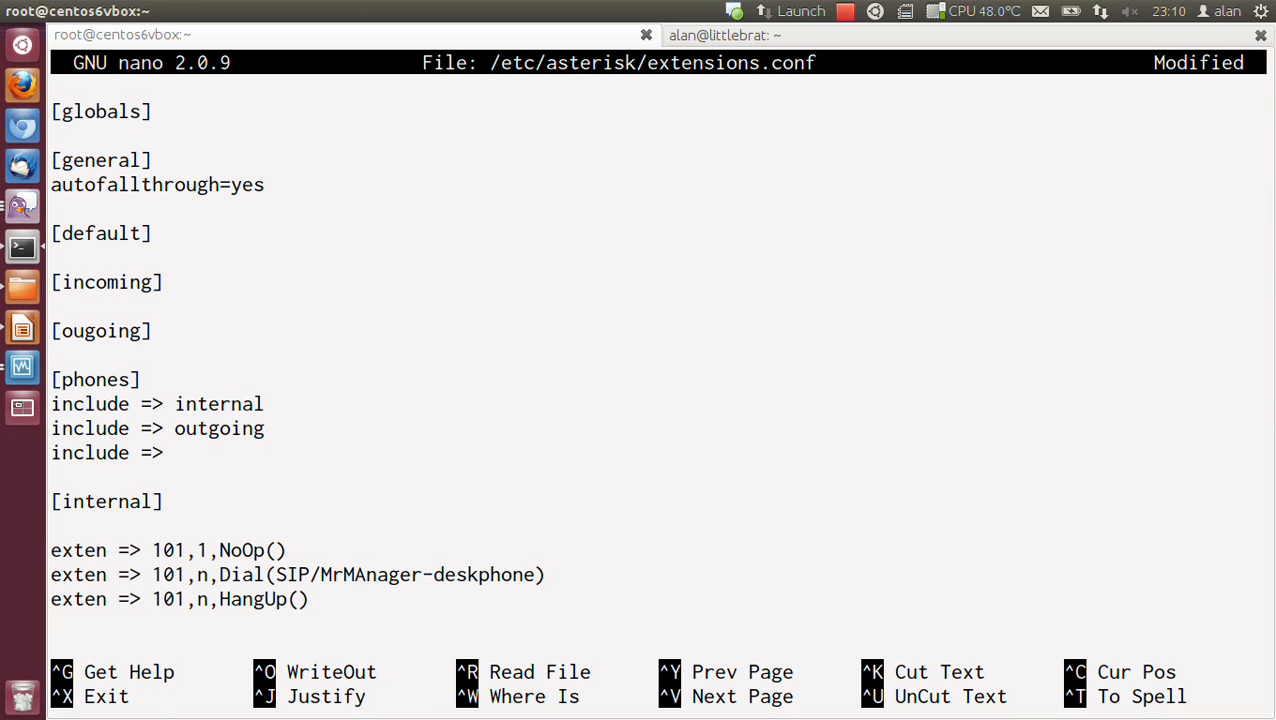 root@centos6vbox:~
Launch
CPU 48.0°C
23:10
alan
root@centos6vbox:~
alan@littlebrat: ~
GNU nano 2.0.9 File: /etc/asterisk/extensions.conf Modified
[globals]
[general]
autofallthrough=yes
[default]
[incoming]
[ougoing]
[phones]
include => internal
include => outgoing
include =>
[internal]
exten => 101,1,NoOp()
exten => 101,n,Dial(SIP/MrMAnager-deskphone)
exten => 101,n,HangUp()
^G Get Help ^O WriteOut ^R Read File ^Y Prev Page ^K Cut Text ^C Cur Pos
^X Exit ^J Justify ^W Where Is ^V Next Page ^U UnCut Text ^T To Spell